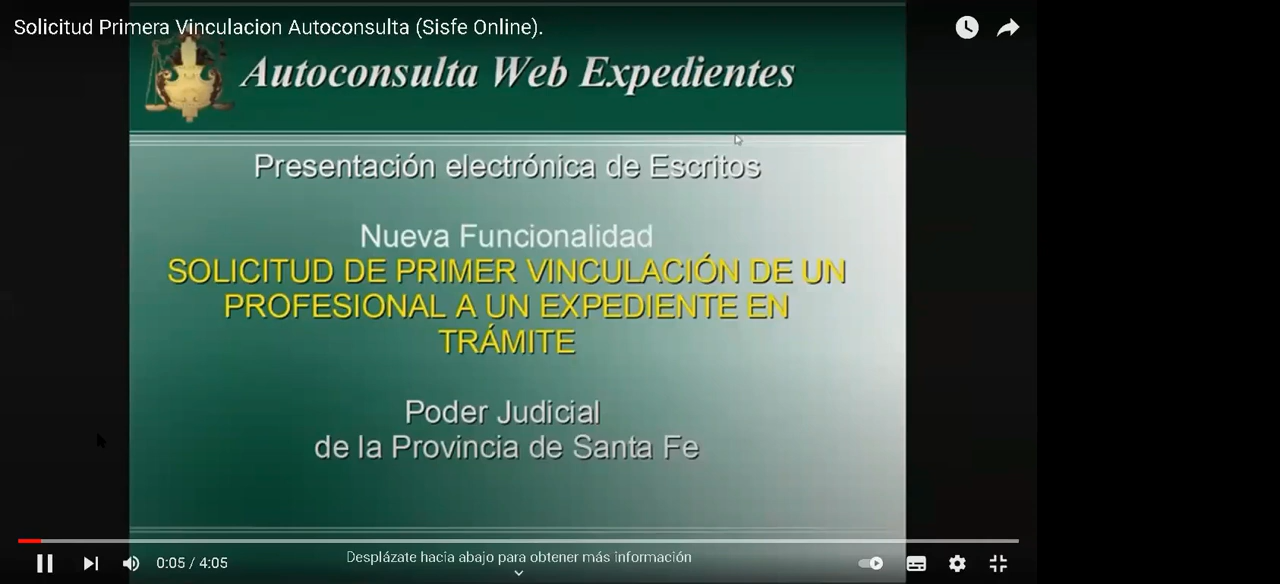 Solicitud Primera Vinculacion Autoconsulta (Sisfe Online).
Autoconsulta Web Expedientes
Presentación electrónica de Escritos
Nueva Funcionalidad
SOLICITUD DE PRIMER VINCULACIÓN DE UN
PROFESIONAL A UN EXPEDIENTE EN
TRÁMITE
Poder Judicial
de la Provincia de Santa Fe
0:05 / 4:05
Desplázate hacia abajo para obtener más información